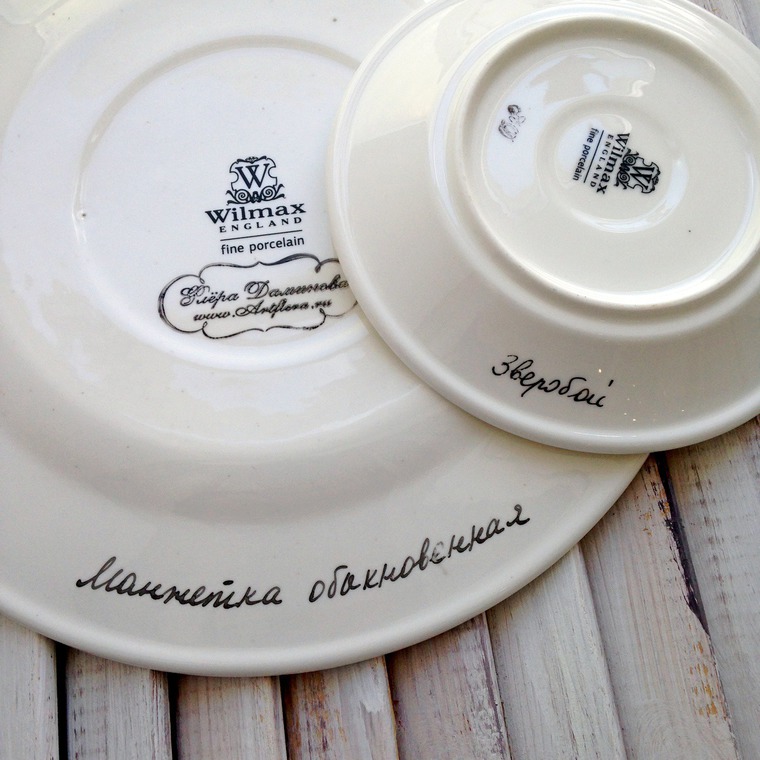 W
Wilmax
ENGLAND
fine porcelain
Флёра Даминова
www.Artflera.ru
Манжетка обыкновенная
W
Wilmax
ENGLAND
fine porcelain
Зверобой